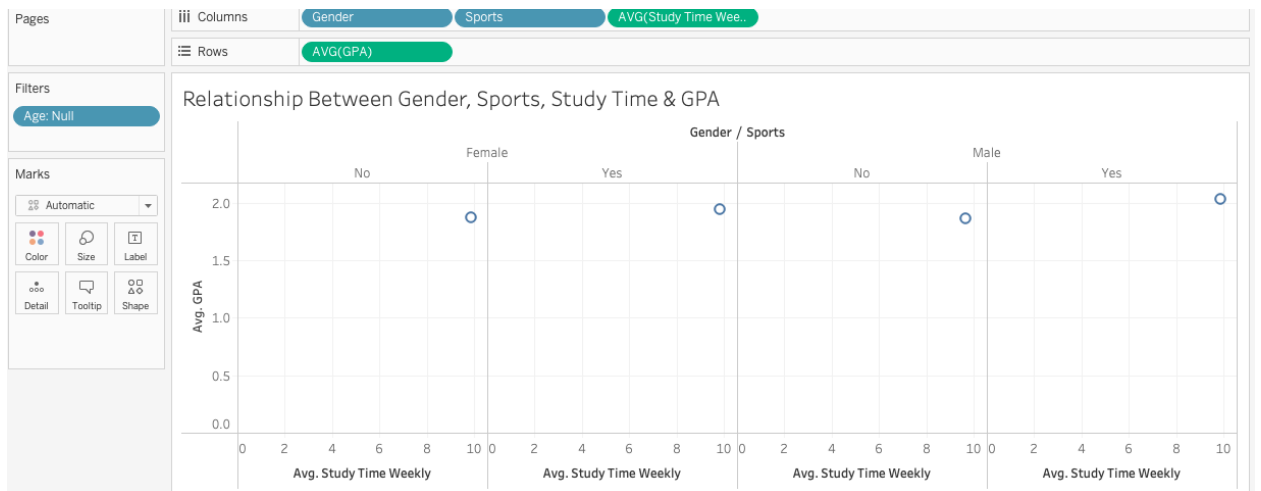 Pages
Columns
Gender
Sports
AVG(Study Time Wee..
Rows
AVG(GPA)
Filters
Age: Null
Marks
Automatic
Color
Size
Label
Detail
Tooltip
Shape
Relationship Between Gender, Sports, Study Time & GPA
Gender / Sports
Female
Male
No
Yes
No
Yes
Avg. GPA
2.0
1.5
1.0
0.5
0.0
0 2 4 6 8 10
0 2 4 6 8 10
0 2 4 6 8 10
0 2 4 6 8 10
Avg. Study Time Weekly
Avg. Study Time Weekly
Avg. Study Time Weekly
Avg. Study Time Weekly